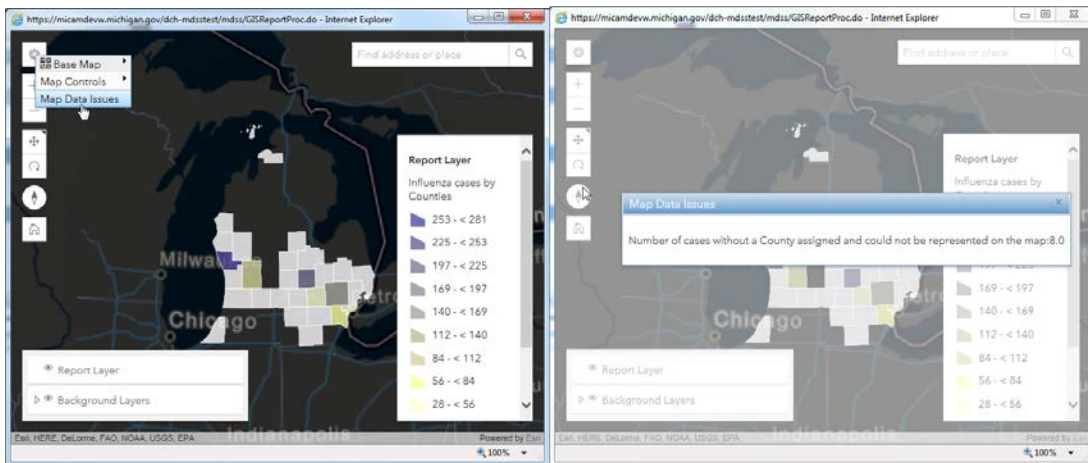 https://micamdevw.michigan.gov/dch-mdsstest/mdss/GISReportProc.do - Internet Explorer
Find address or place
Base Map
Map Controls
Map Data Issues
Report Layer
Influenza cases by
Counties
253 - < 281
225 - < 253
197 - < 225
169 - < 197
140 - < 169
112 - < 140
84 - < 112
56 - < 84
28 - < 56
Chicago
Indianapolis
Report Layer
Background Layers
Esri, HERE, DeLorme, FAO, NOAA, USGS, EPA
Powered by Esri
100%
https://micamdevw.michigan.gov/dch-mdsstest/mdss/GISReportProc.do - Internet Explorer
Find address or place
Report Layer
Influenza cases by
Counties
Map Data Issues
Number of cases without a County assigned and could not be represented on the map:8.0
169 - < 197
140 - < 169
112 - < 140
84 - < 112
56 - < 84
28 - < 56
Chicago
Report Layer
Background Layers
Esri, HERE, DeLorme, FAO, NOAA, USGS, EPA
Powered by Esri
100%